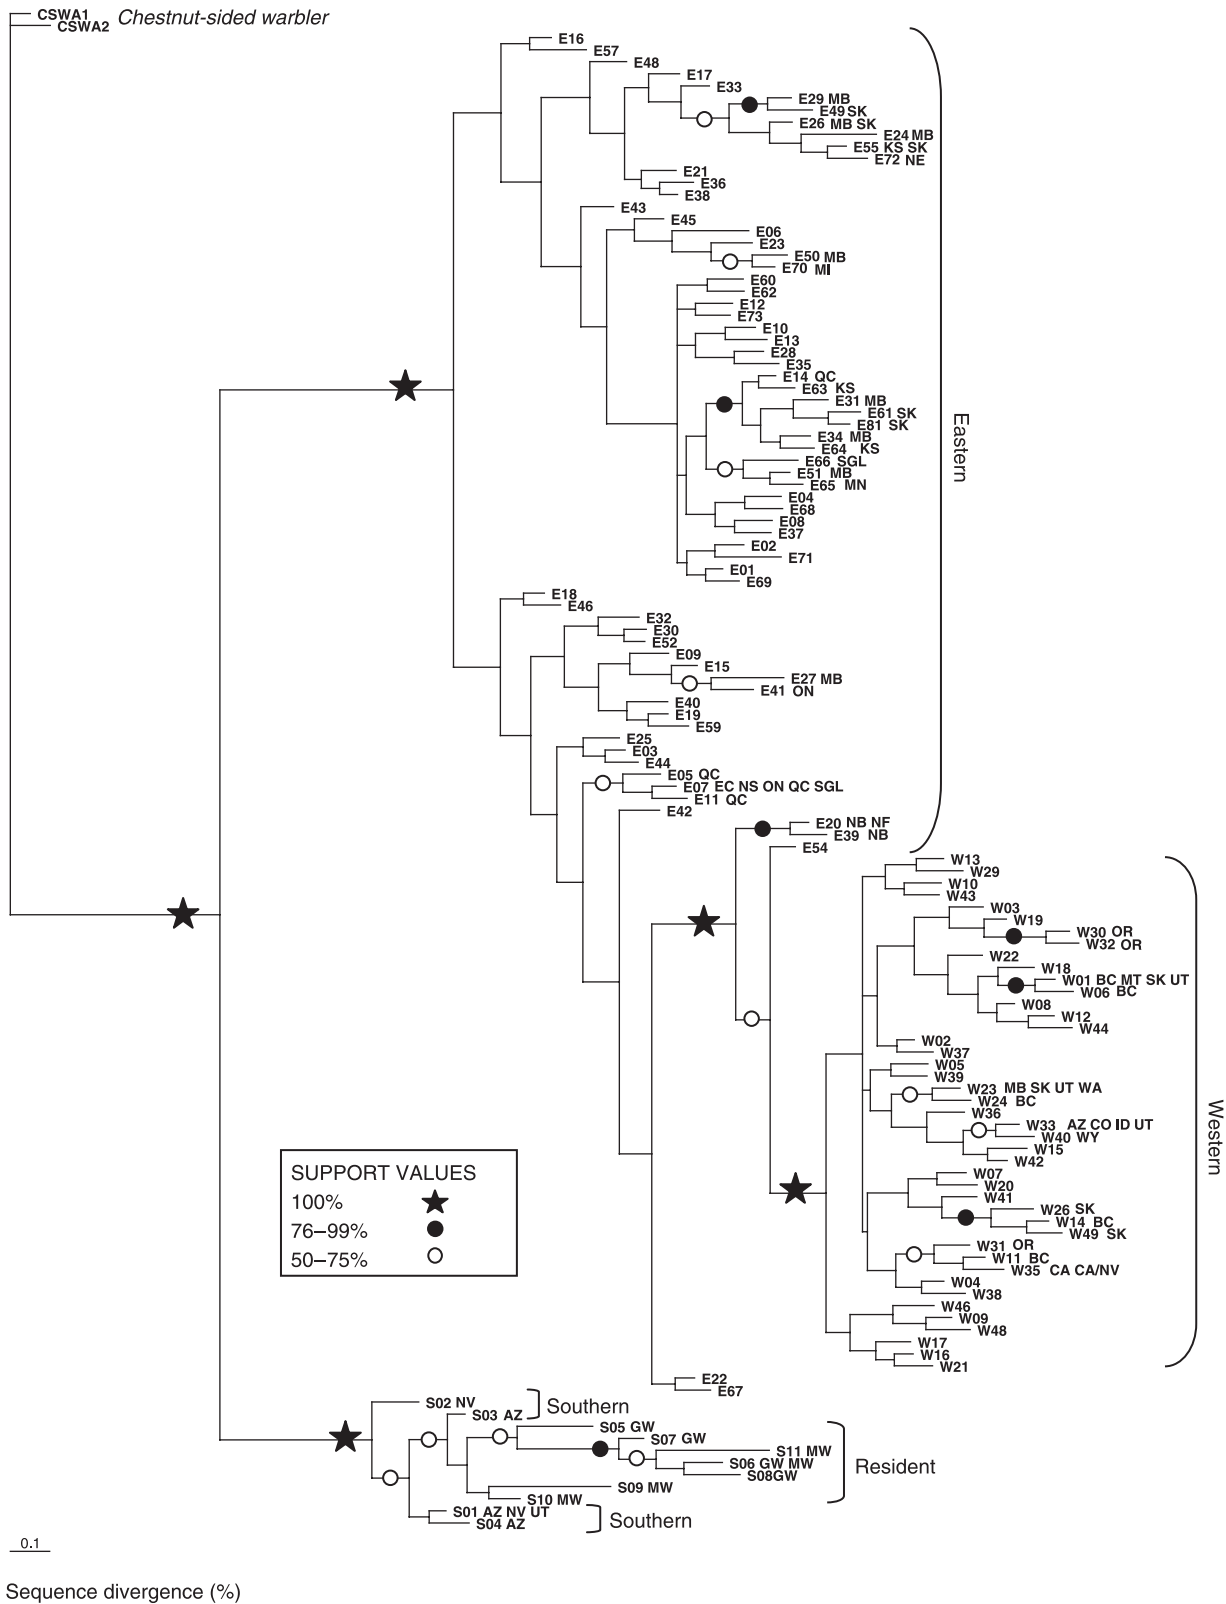 CSWA1
CSWA2
Chestnut-sided warbler
E16
E57
E48
E17
E33
E29 MB
E49 SK
E26 MB SK
E24 MB
E55 KS SK
E72 NE
E21
E36
E38
E43
E45
E06
E23
E50 MB
E70 MI
E60
E62
E12
E73
E10
E13
E28
E35
E14 QC
E63 KS
E31 MB
E61 SK
E81 SK
E34 MB
E64 KS
E66 SGL
E51 MB
E65 MN
E04
E68
E08
E37
E02
E71
E01
E69
E18
E46
E32
E30
E52
E09
E15
E27 MB
E41 ON
E40
E19
E59
E25
E03
E44
E05 QC
E07 EC NS ON QC SGL
E11 QC
E42
E20 NB NF
E39 NB
E54
Eastern
W13
W29
W10
W43
W03
W19
W30 OR
W32 OR
W22
W18
W01 BC MT SK UT
W06 BC
W08
W12
W44
W02
W37
W05
W39
W23 MB SK UT WA
W24 BC
W36
W33 AZ CO ID UT
W40 WY
W15
W42
W07
W20
W41
W26 SK
W14 BC
W49 SK
W31 OR
W11 BC
W35 CA CA/NV
W04
W38
W46
W09
W48
W17
W16
W21
Western
E22
E67
SUPPORT VALUES
100%
76–99%
50–75%
S02 NV
S03 AZ
Southern
S05 GW
S07 GW
S11 MW
S06 GW MW
S08GW
S09 MW
S10 MW
Resident
S01 AZ NV UT
S04 AZ
Southern
0.1
Sequence divergence (%)